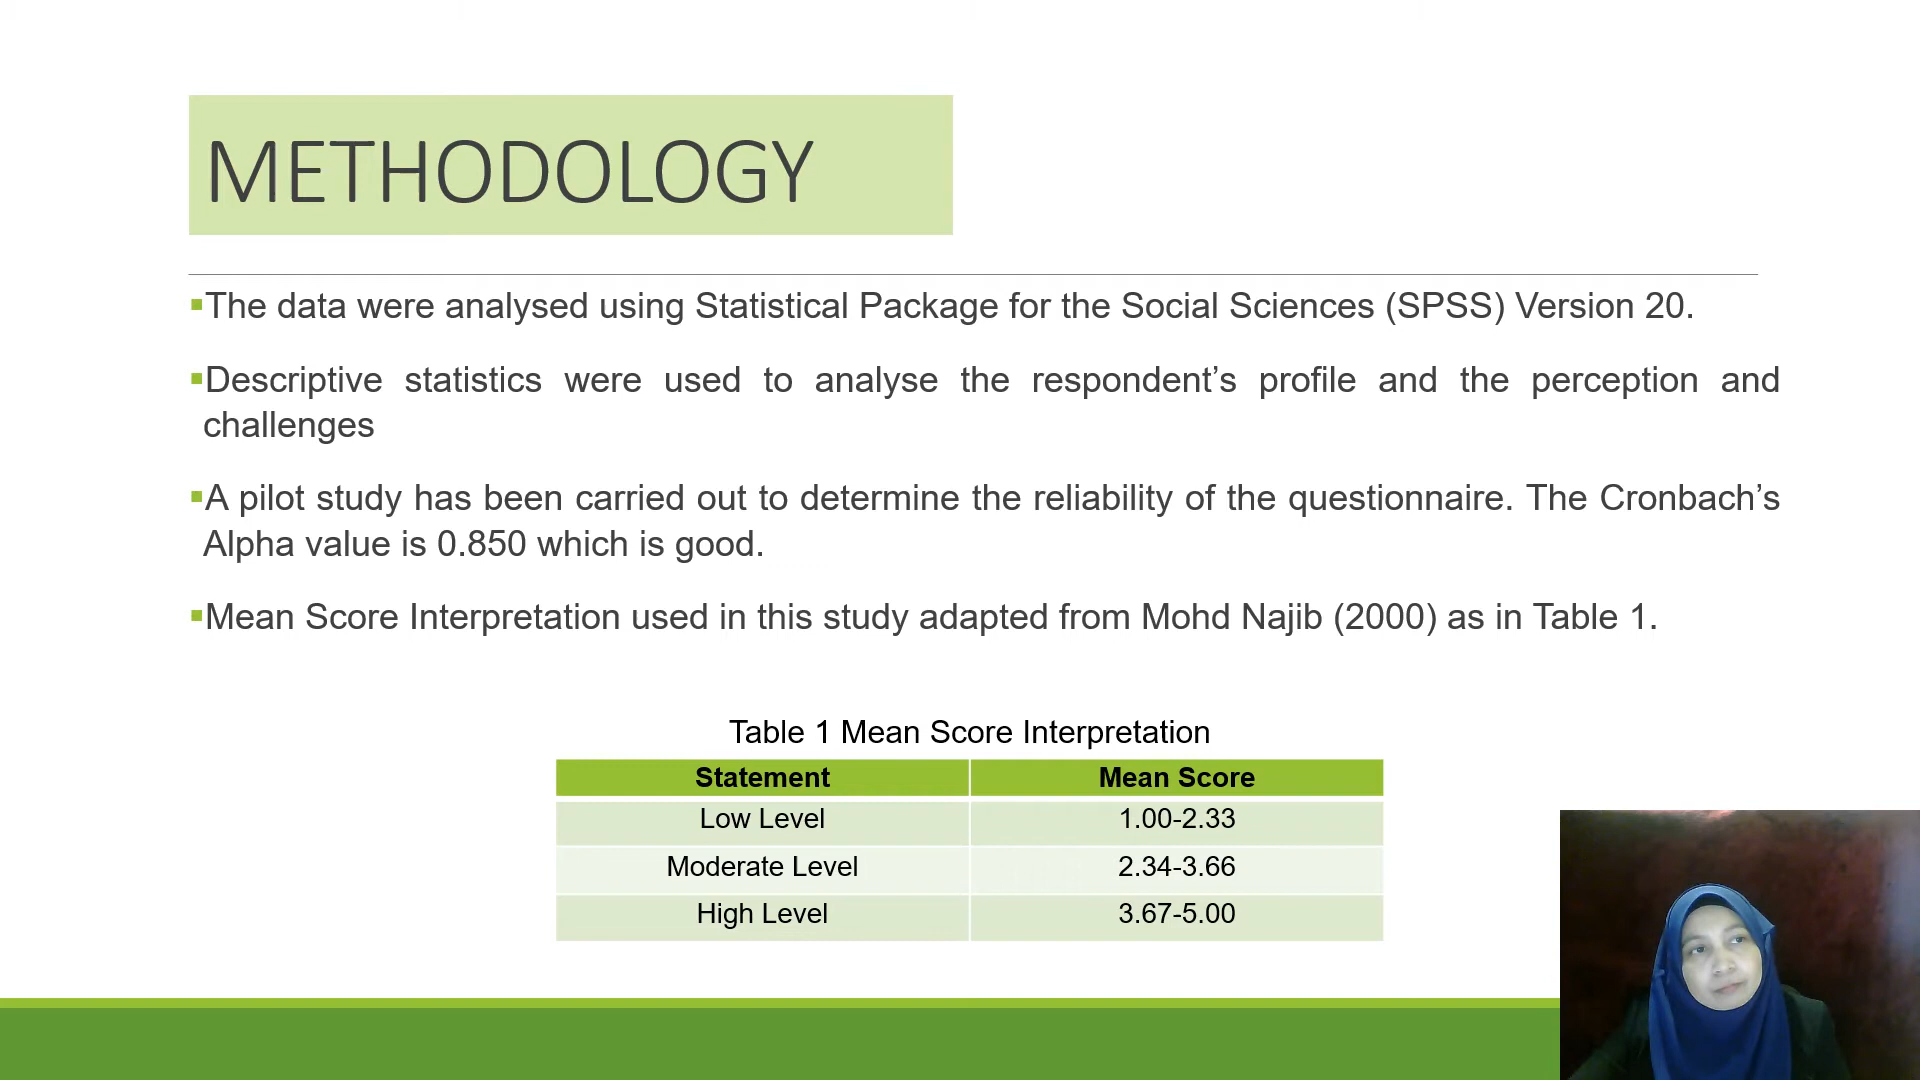 METHODOLOGY
▪The data were analysed using Statistical Package for the Social Sciences (SPSS) Version 20.
▪Descriptive statistics were used to analyse the respondent’s profile and the perception and
challenges
▪A pilot study has been carried out to determine the reliability of the questionnaire. The Cronbach’s
Alpha value is 0.850 which is good.
▪Mean Score Interpretation used in this study adapted from Mohd Najib (2000) as in Table 1.
Table 1 Mean Score Interpretation
Statement Mean Score
Low Level 1.00-2.33
Moderate Level 2.34-3.66
High Level 3.67-5.00